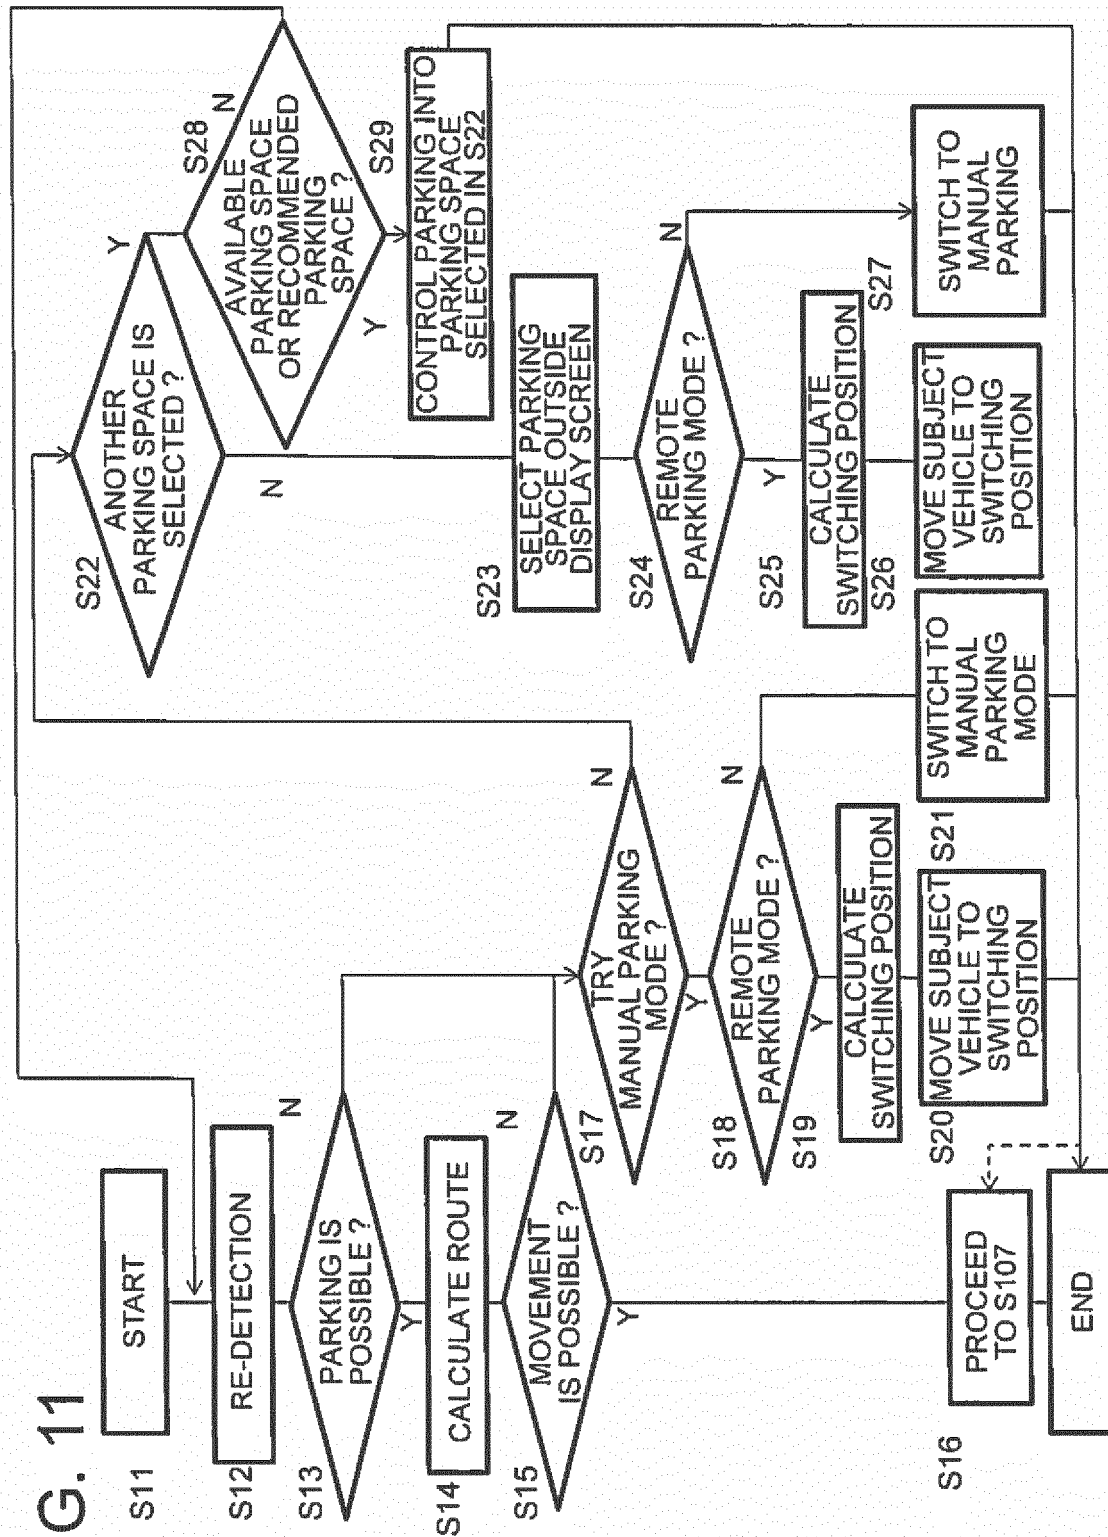 G. 11
S11
START
S12
RE-DETECTION
S13
PARKING IS
POSSIBLE ?
N
Y
S14
CALCULATE ROUTE
S15
MOVEMENT
IS POSSIBLE ?
N
Y
S16
PROCEED
TO S107
END
S17
TRY
MANUAL PARKING
MODE ?
N
Y
S18
REMOTE
PARKING MODE ?
N
Y
S19
CALCULATE
SWITCHING POSITION
S20
MOVE SUBJECT
VEHICLE TO
SWITCHING
POSITION
S21
SWITCH TO
MANUAL
PARKING
MODE
S22
ANOTHER
PARKING SPACE IS
SELECTED ?
Y
N
S23
SELECT PARKING
SPACE OUTSIDE
DISPLAY SCREEN
S24
REMOTE
PARKING MODE ?
N
Y
S25
CALCULATE
SWITCHING POSITION
S26
MOVE SUBJECT
VEHICLE TO
SWITCHING
POSITION
S27
SWITCH TO
MANUAL
PARKING
S28
AVAILABLE
PARKING SPACE
OR RECOMMENDED
PARKING
SPACE ?
N
Y
S29
CONTROL PARKING INTO
PARKING SPACE
SELECTED IN S22